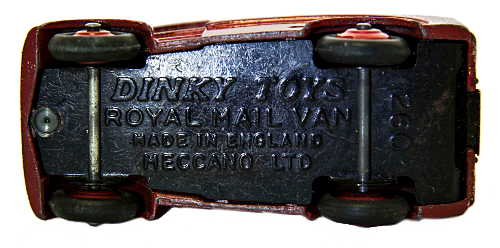 DINKY TOYS
ROYAL MAIL VAN
MADE IN ENGLAND
MECCANO LTD
260